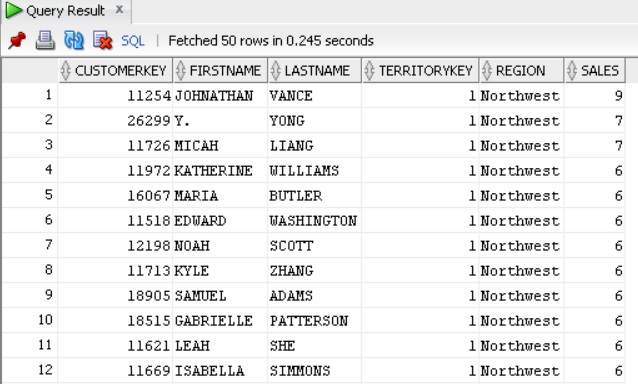 Query Result x
SQL | Fetched 50 rows in 0.245 seconds
CUSTOMERKEY FIRSTNAME LASTNAME TERRITORYKEY REGION SALES
1 11254 JOHNATHAN VANCE 1 Northwest 9
2 26299 Y. YONG 1 Northwest 7
3 11726 MICAH LIANG 1 Northwest 7
4 11972 KATHERINE WILLIAMS 1 Northwest 6
5 16067 MARIA BUTLER 1 Northwest 6
6 11518 EDWARD WASHINGTON 1 Northwest 6
7 12198 NOAH SCOTT 1 Northwest 6
8 11713 KYLE ZHANG 1 Northwest 6
9 18905 SAMUEL ADAMS 1 Northwest 6
10 18515 GABRIELLE PATTERSON 1 Northwest 6
11 11621 LEAH SHE 1 Northwest 6
12 11669 ISABELLA SIMMONS 1 Northwest 6